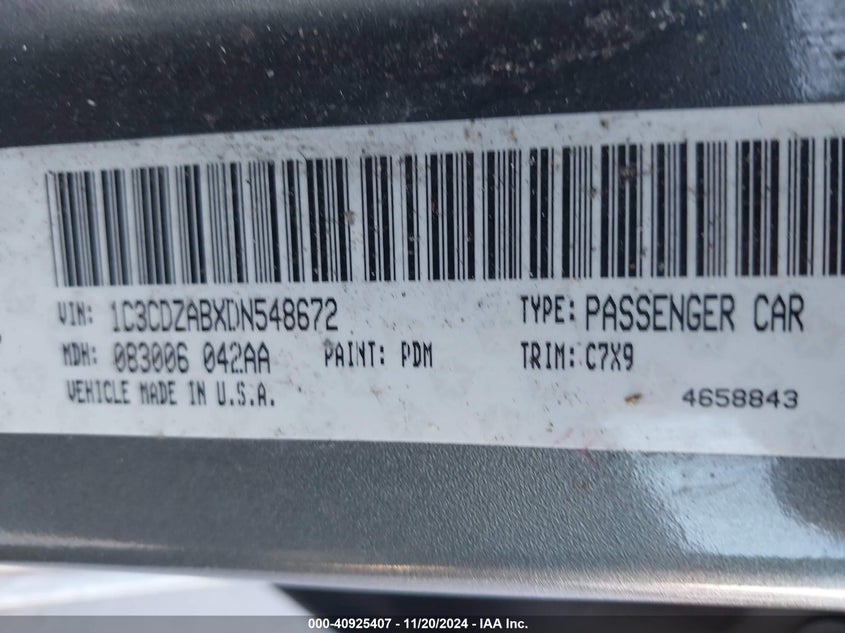 VIN: 1C3CDZABXDN548672 TYPE: PASSENGER CAR
MDH: 083006 042AA PAINT: PDM TRIM: C7X9
VEHICLE MADE IN U.S.A. 4658843
000-40925407 - 11/20/2024 - IAA Inc.